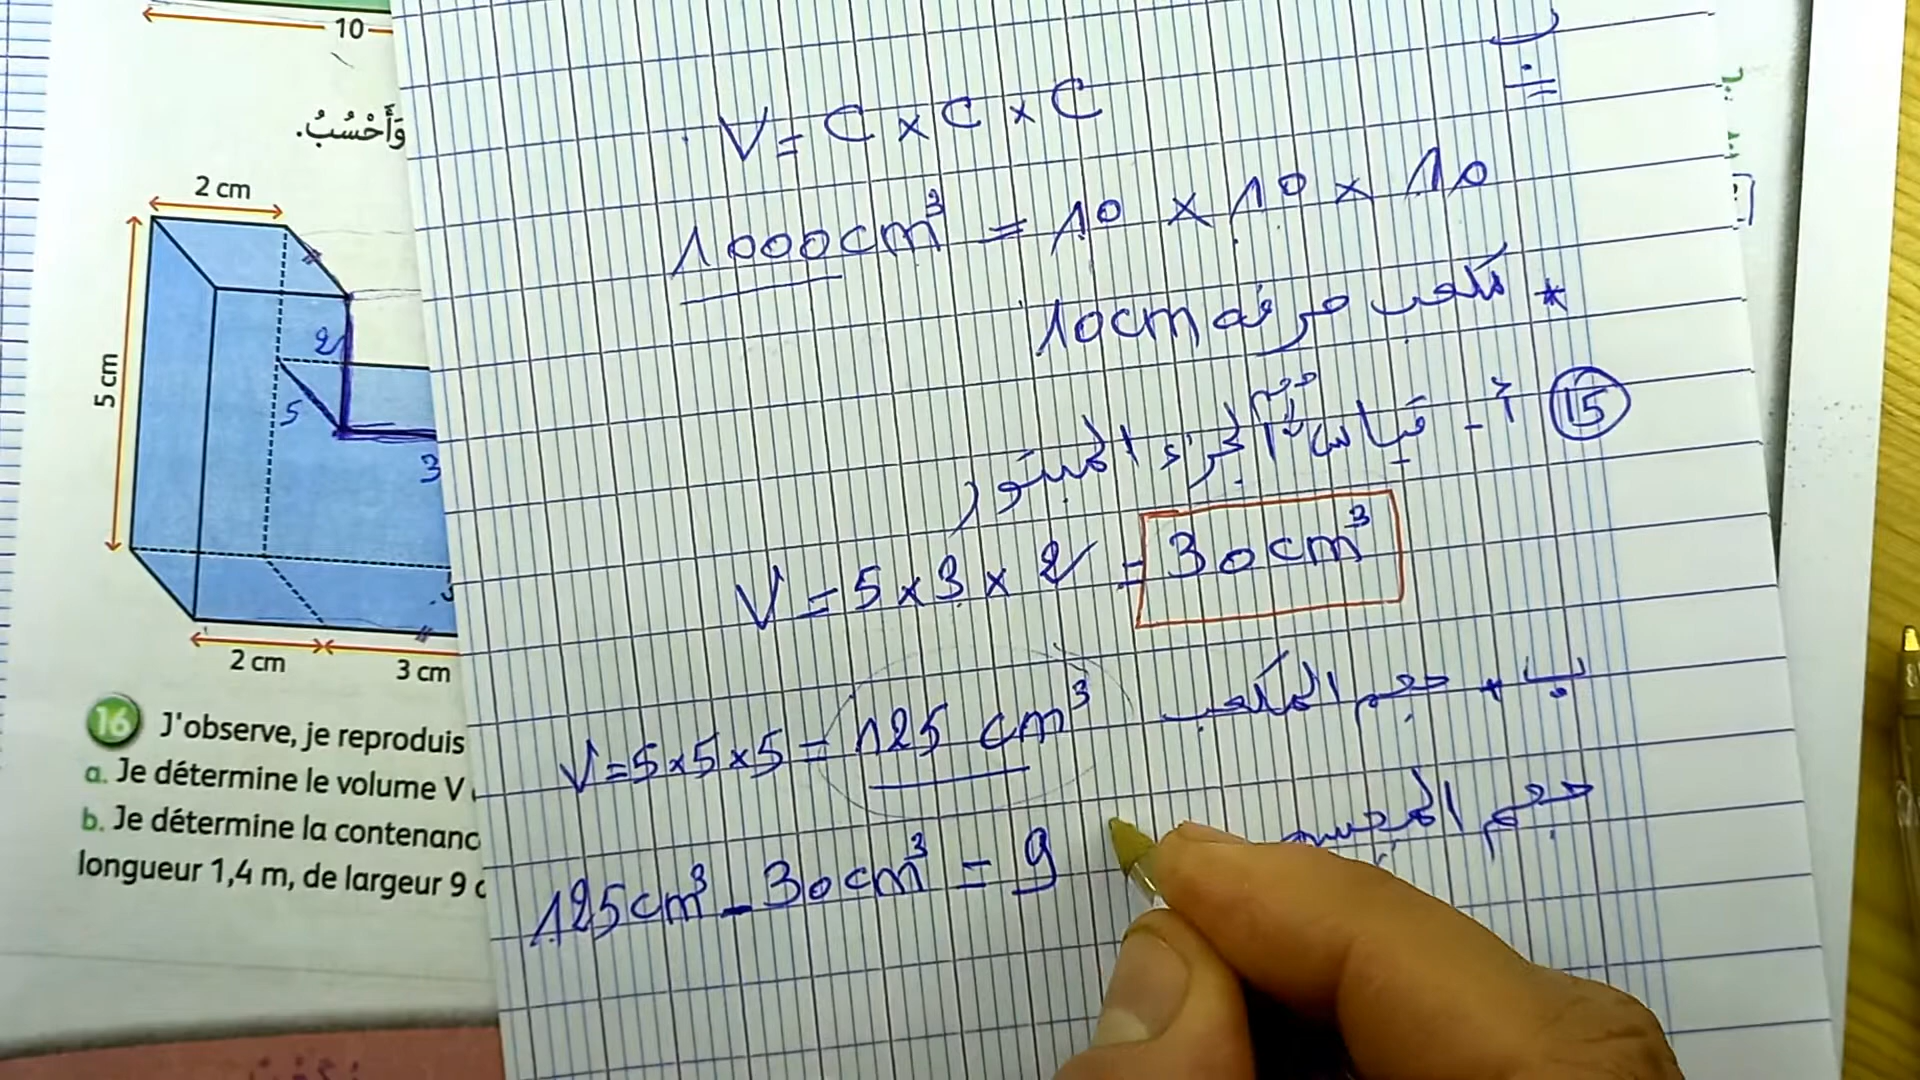 10
وَأَحْسُبُ.
2 cm
5 cm
2
5
3
2 cm
3 cm
16 J'observe, je reproduis
a. Je détermine le volume V
b. Je détermine la contenanc
longueur 1,4 m, de largeur 9
V = C × C × C
1000cm³ = 10 × 10 × 10
* مكعب حرفه 10cm
15 أ - قياس حجم الجزء المبتور
V = 5 × 3 × 2 = 30cm³
ب * حجم المكعب
V = 5 × 5 × 5 = 125 cm³
حجم المجسم
125cm³ - 30cm³ = 9